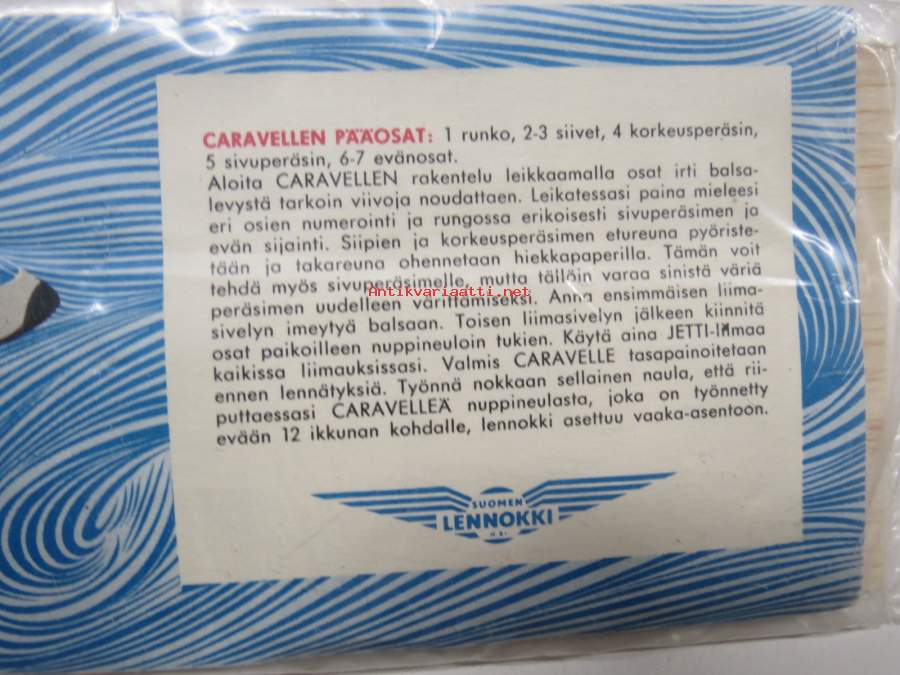 CARAVELLEN PÄÄOSAT: 1 runko, 2-3 siivet, 4 korkeusperäsin,
5 sivuperäsin, 6-7 evänosat.
Aloita CARAVELLEN rakentelu leikkaamalla osat irti balsa-
levystä tarkoin viivoja noudattaen. Leikatessasi paina mieleesi
eri osien numerointi ja rungossa erikoisesti sivuperäsimen ja
evän sijainti. Siipien ja korkeusperäsimen etureuna pyöriste-
tään ja takareuna ohennetaan hiekkapaperilla. Tämän voit
tehdä myös sivuperäsimelle, mutta tällöin varaa sinistä väriä
Antikvariaatti.net
peräsimen uudelleen värittämiseksi. Anna ensimmäisen liima-
sivelyn imeytyä balsaan. Toisen liimasivelyn jälkeen kiinnitä
osat paikoilleen nuppineuloin tukien. Käytä aina JETTI-liimaa
kaikissa liimauksissasi. Valmis CARAVELLE tasapainoitetaan
ennen lennätyksiä. Työnnä nokkaan sellainen naula, että rii-
puttaessasi CARAVELLEÄ nuppineulasta, joka on työnnetty
evään 12 ikkunan kohdalle, lennokki asettuu vaaka-asentoon.
SUOMEN
LENNOKKI